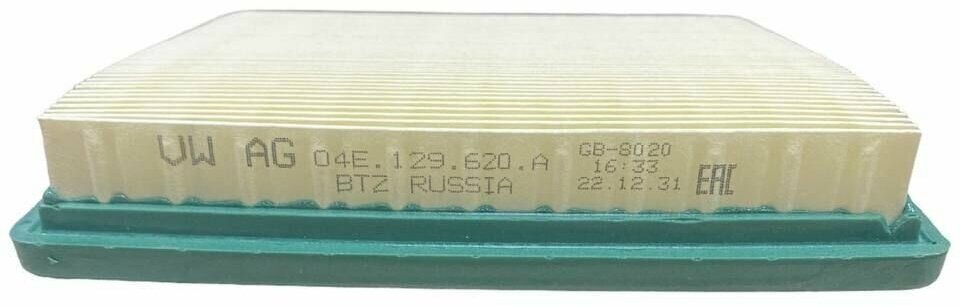 VW AG 04E.129.620.A
BTZ RUSSIA
GB-8020
16:33
22.12.31
EAC